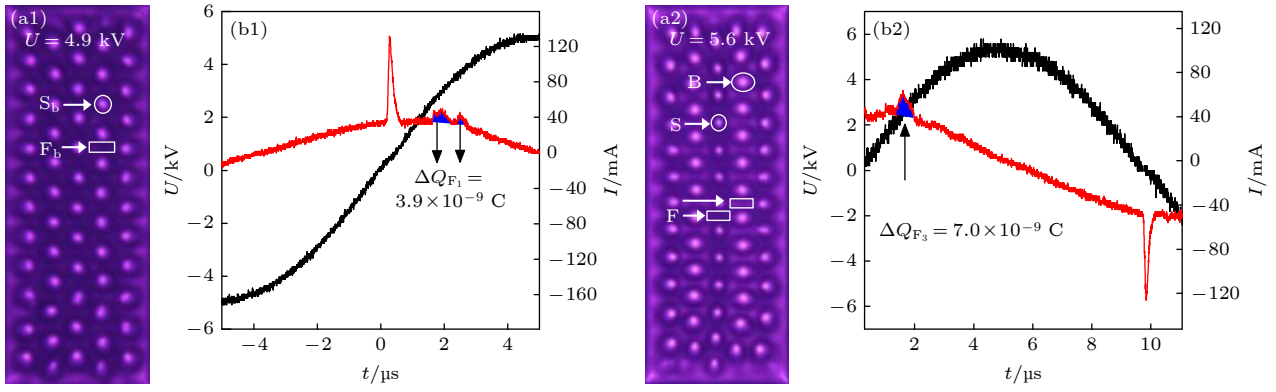 (a1)
U = 4.9 kV
S_b
F_b
(b1)
6
4
2
0
−2
−4
−6
U/kV
−4
−2
0
2
4
t/μs
120
80
40
0
−40
−80
−120
−160
I/mA
ΔQ_F₁ =
3.9×10⁻⁹ C
(a2)
U = 5.6 kV
B
S
F
(b2)
6
4
2
0
−2
−4
−6
U/kV
2
4
6
8
10
t/μs
120
80
40
0
−40
−80
−120
I/mA
ΔQ_F₃ = 7.0×10⁻⁹ C